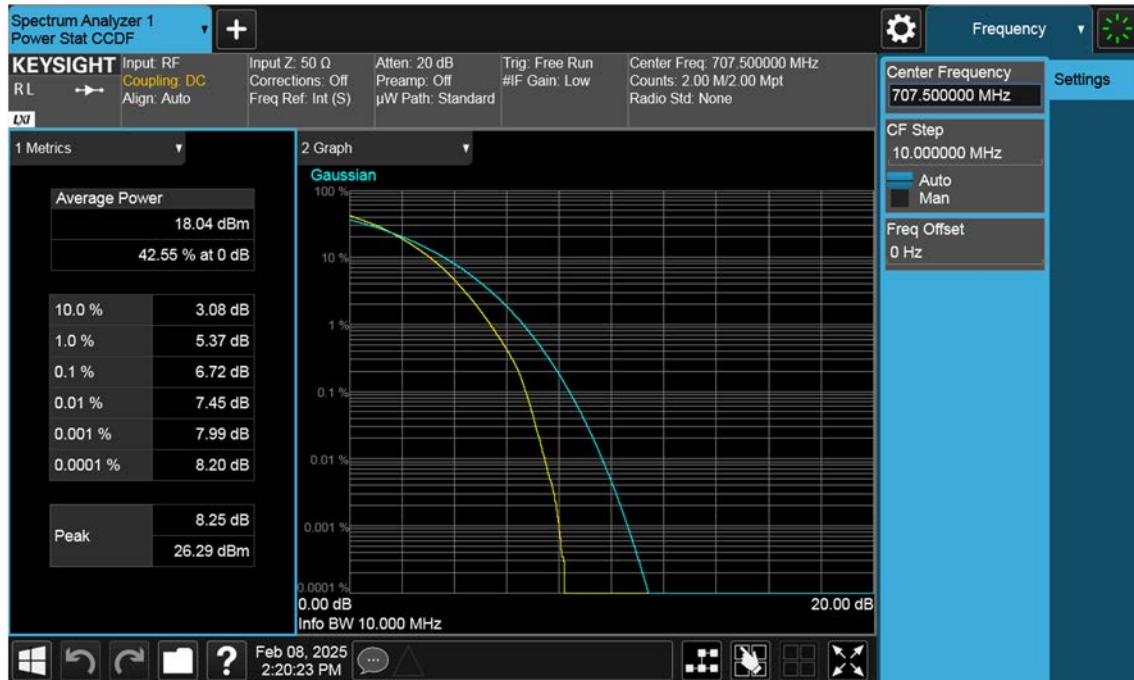 Spectrum Analyzer 1
Power Stat CCDF
+
Frequency
KEYSIGHT
R L
LXI
Input: RF
Coupling: DC
Align: Auto
Input Z: 50 Ω
Corrections: Off
Freq Ref: Int (S)
Atten: 20 dB
Preamp: Off
µW Path: Standard
Trig: Free Run
#IF Gain: Low
Center Freq: 707.500000 MHz
Counts: 2.00 M/2.00 Mpt
Radio Std: None
Center Frequency
707.500000 MHz
Settings
CF Step
10.000000 MHz
Auto
Man
Freq Offset
0 Hz
1 Metrics
Average Power
18.04 dBm
42.55 % at 0 dB
10.0 % 3.08 dB
1.0 % 5.37 dB
0.1 % 6.72 dB
0.01 % 7.45 dB
0.001 % 7.99 dB
0.0001 % 8.20 dB
Peak
8.25 dB
26.29 dBm
2 Graph
Gaussian
100 %
10 %
1 %
0.1 %
0.01 %
0.001 %
0.0001 %
0.00 dB 20.00 dB
Info BW 10.000 MHz
?
Feb 08, 2025
2:20:23 PM